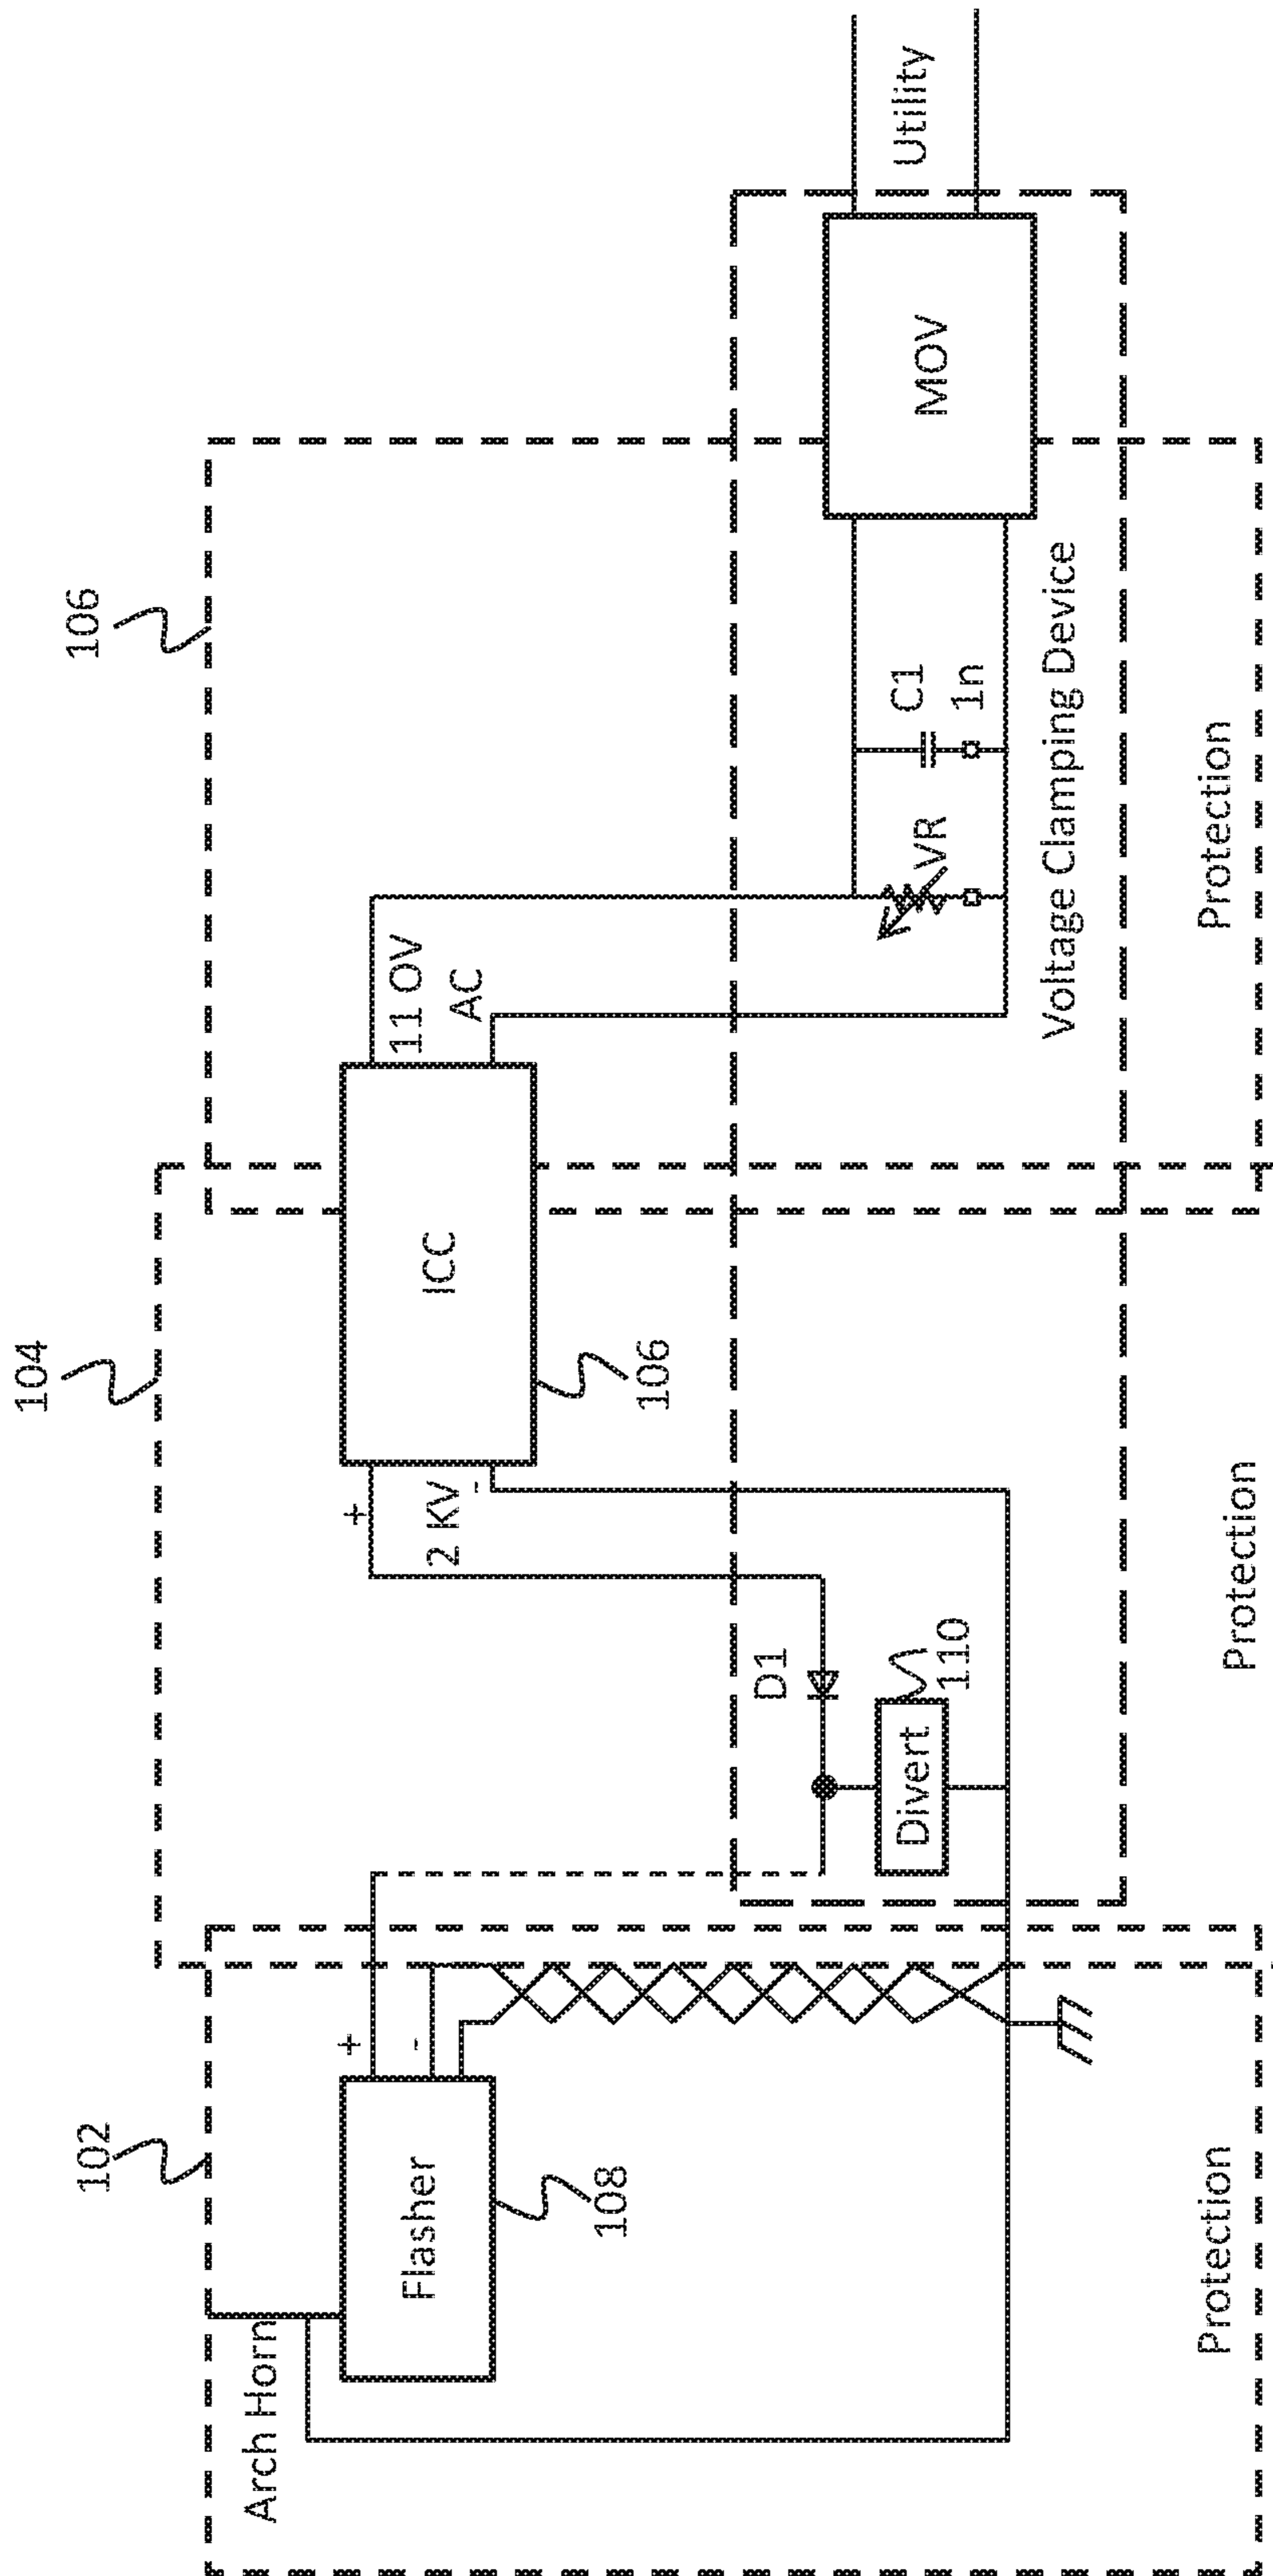 102
104
106
Arch Horn
Flasher
108
+
-
+
2 KV
-
ICC
106
11 0V
AC
D1
Divert
110
VR
C1
1n
MOV
Utility
Voltage Clamping Device
Protection
Protection
Protection